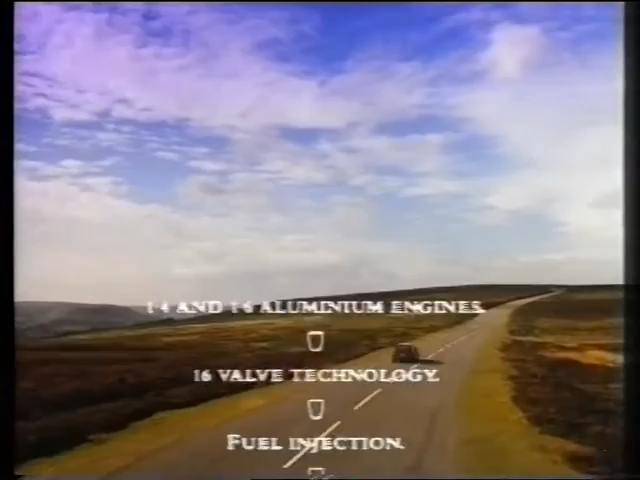 1·4 AND 1·6 ALUMINIUM ENGINES.
16 VALVE TECHNOLOGY.
FUEL INJECTION.